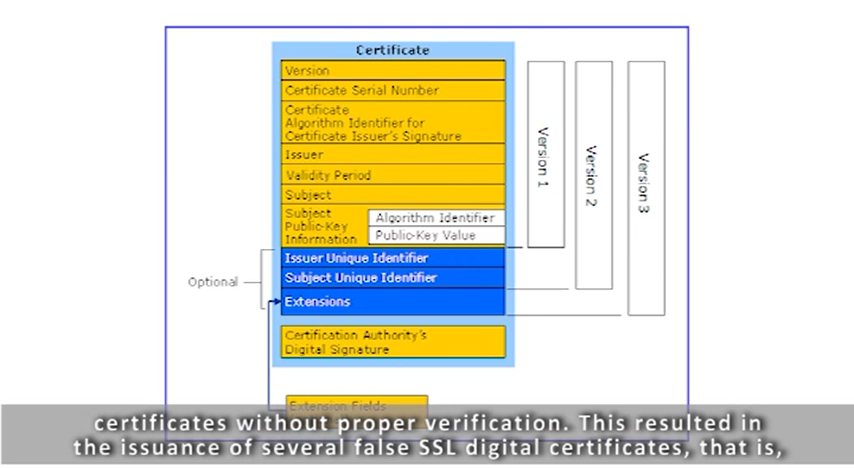 Certificate
Version
Certificate Serial Number
Certificate
Algorithm Identifier for
Certificate Issuer's Signature
Issuer
Validity Period
Subject
Subject
Public-Key
Information
Algorithm Identifier
Public-Key Value
Issuer Unique Identifier
Subject Unique Identifier
Extensions
Optional
Certification Authority's
Digital Signature
Version 1
Version 2
Version 3
Extension Fields
certificates without proper verification. This resulted in
the issuance of several false SSL digital certificates, that is,